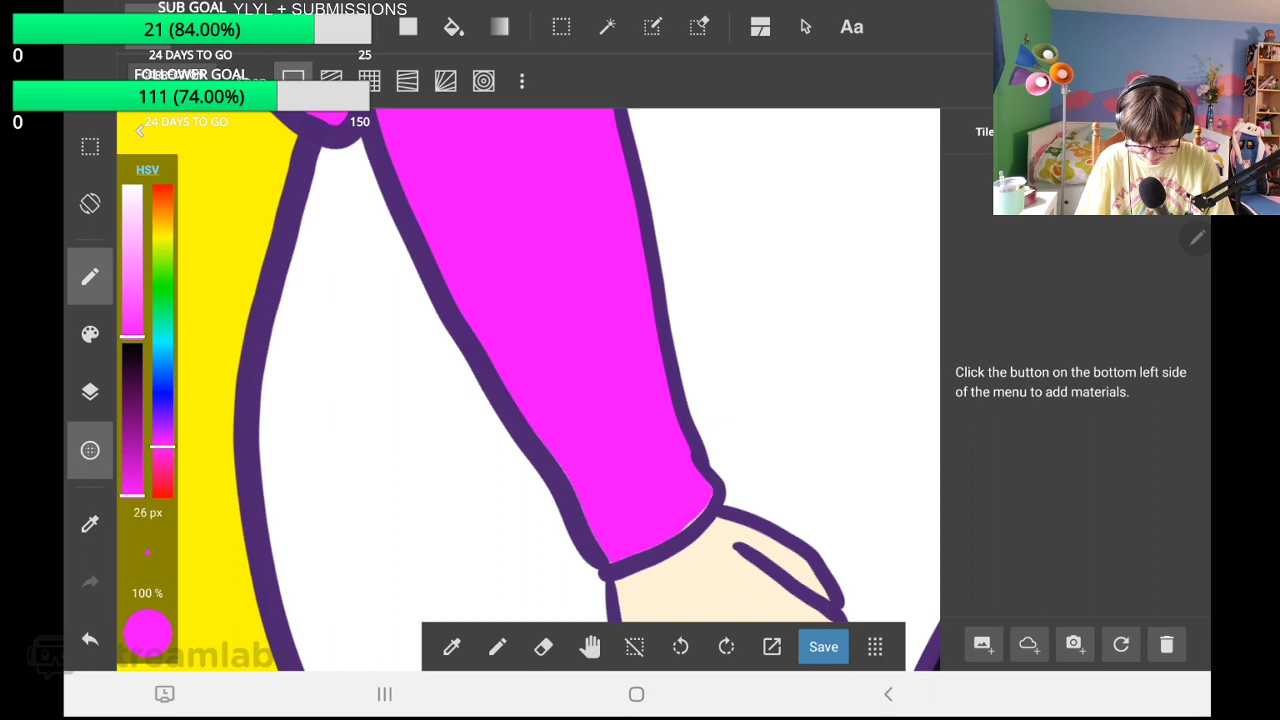 SUB GOAL
YLYL + SUBMISSIONS
21 (84.00%)
0
24 DAYS TO GO
25
FOLLOWER GOAL
111 (74.00%)
0
24 DAYS TO GO
150
Aa
Tile
HSV
26 px
100 %
Click the button on the bottom left side
of the menu to add materials.
Save
streamlab